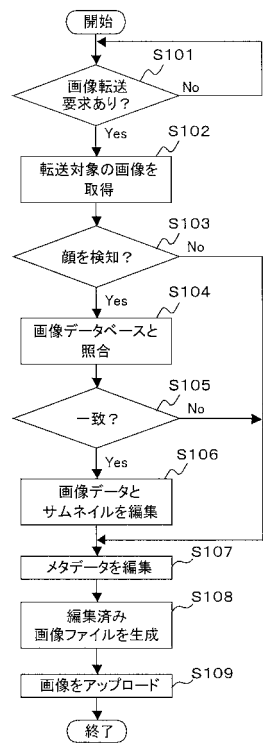 開始
S101
画像転送
要求あり?
No
Yes
S102
転送対象の画像を
取得
S103
顔を検知?
No
Yes
S104
画像データベースと
照合
S105
一致?
No
Yes
S106
画像データと
サムネイルを編集
S107
メタデータを編集
S108
編集済み
画像ファイルを生成
S109
画像をアップロード
終了